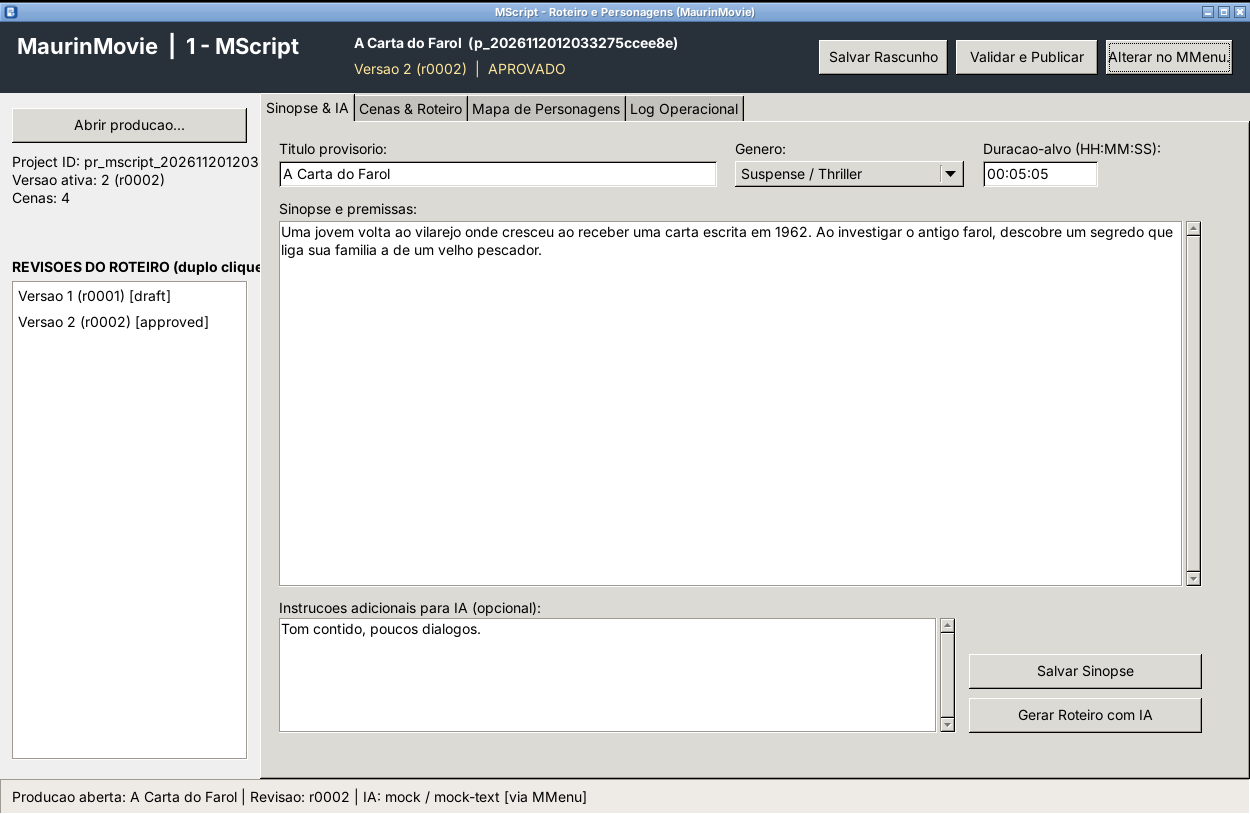 MScript - Roteiro e Personagens (MaurinMovie)
MaurinMovie | 1 - MScript
A Carta do Farol (p_2026112012033275ccee8e)
Versao 2 (r0002) | APROVADO
Salvar Rascunho
Validar e Publicar
Alterar no MMenu.
Abrir producao...
Project ID: pr_mscript_202611201203
Versao ativa: 2 (r0002)
Cenas: 4
REVISOES DO ROTEIRO (duplo clique
Versao 1 (r0001) [draft]
Versao 2 (r0002) [approved]
Sinopse & IA
Cenas & Roteiro
Mapa de Personagens
Log Operacional
Titulo provisorio:
Genero:
Duracao-alvo (HH:MM:SS):
A Carta do Farol
Suspense / Thriller
00:05:05
Sinopse e premissas:
Uma jovem volta ao vilarejo onde cresceu ao receber uma carta escrita em 1962. Ao investigar o antigo farol, descobre um segredo que
liga sua familia a de um velho pescador.
Instrucoes adicionais para IA (opcional):
Tom contido, poucos dialogos.
Salvar Sinopse
Gerar Roteiro com IA
Producao aberta: A Carta do Farol | Revisao: r0002 | IA: mock / mock-text [via MMenu]